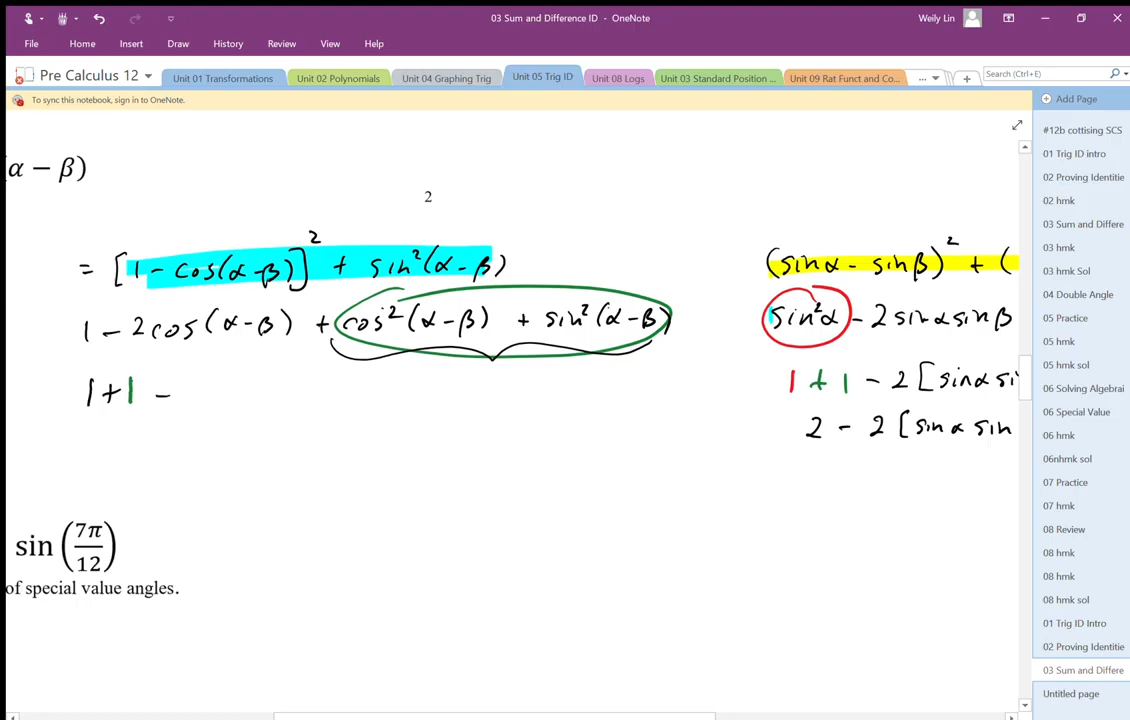 03 Sum and Difference ID - OneNote
Weily Lin
File Home Insert Draw History Review View Help
Pre Calculus 12
Unit 01 Transformations
Unit 02 Polynomials
Unit 04 Graphing Trig
Unit 05 Trig ID
Unit 08 Logs
Unit 03 Standard Position ...
Unit 09 Rat Funct and Co...
...
Search (Ctrl+E)
To sync this notebook, sign in to OneNote.
Add Page
#12b cottising SCS
01 Trig ID intro
02 Proving Identitie
02 hmk
03 Sum and Differe
03 hmk
03 hmk Sol
04 Double Angle
05 Practice
05 hmk
05 hmk sol
06 Solving Algebrai
06 Special Value
06 hmk
06nhmk sol
07 Practice
07 hmk
08 Review
08 hmk
08 hmk
08 hmk sol
01 Trig ID Intro
02 Proving Identitie
03 Sum and Differe
Untitled page
(α − β)
2
= [1 - cos(α-β)]² + sin²(α-β)
1 - 2cos(α-β) + cos²(α-β) + sin²(α-β)
1 + 1 -
(sinα - sinβ)² + (
sin²α - 2sinαsinβ
1 + 1 - 2[sinα si
2 - 2[sinα sin
sin(7π/12)
of special value angles.